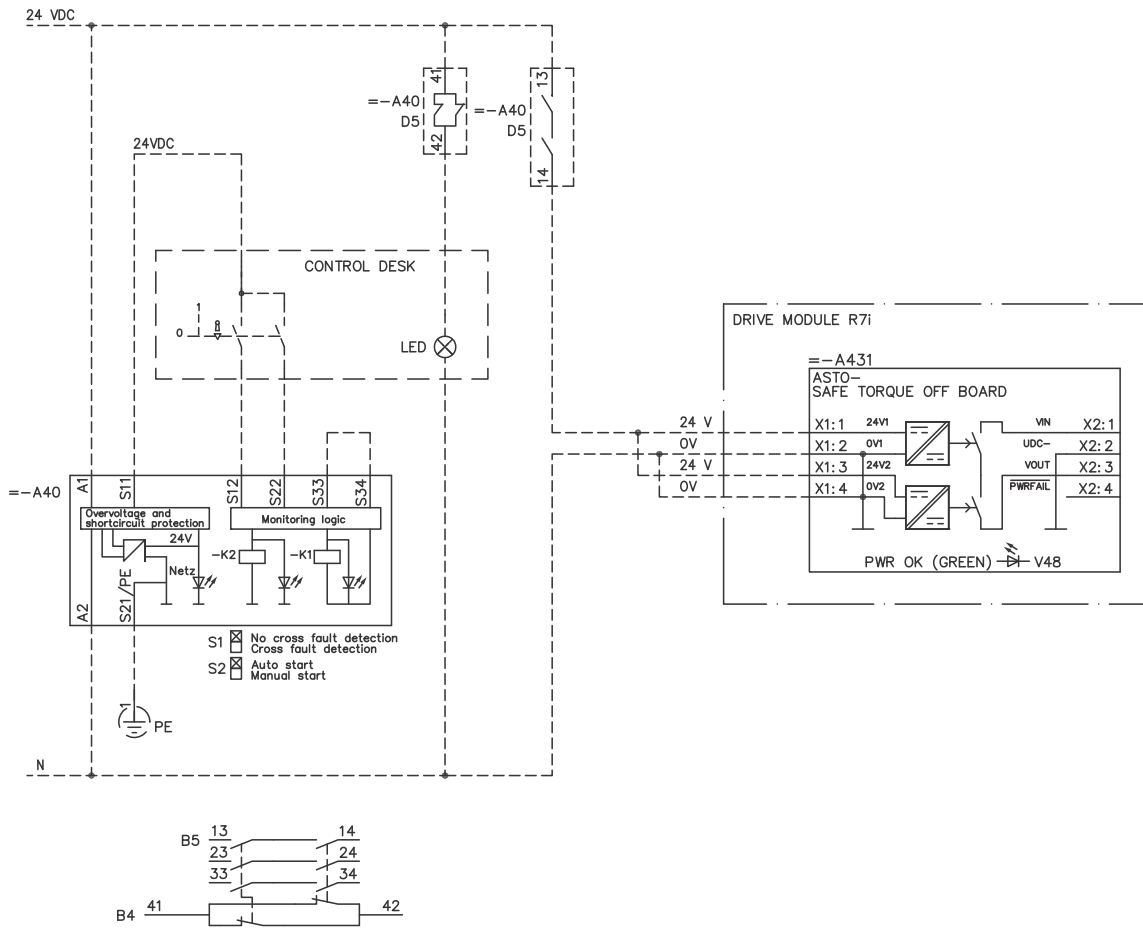 24 VDC
41
=-A40
D5
42
13
=-A40
D5
14
24VDC
CONTROL DESK
1
0
LED
DRIVE MODULE R7i
=-A431
ASTO-
SAFE TORQUE OFF BOARD
24 V X1:1 24V1 VIN X2:1
0V X1:2 0V1 UDC- X2:2
24 V X1:3 24V2 VOUT X2:3
0V X1:4 0V2 PWRFAIL X2:4
PWR OK (GREEN) V48
=-A40
A1 S11 S12 S22 S33 S34
Overvoltage and
shortcircuit protection
Monitoring logic
24V
-K2 -K1
Netz
A2 S21/PE
S1 No cross fault detection
Cross fault detection
S2 Auto start
Manual start
1
PE
N
B5 13 14
23 24
33 34
B4 41 42